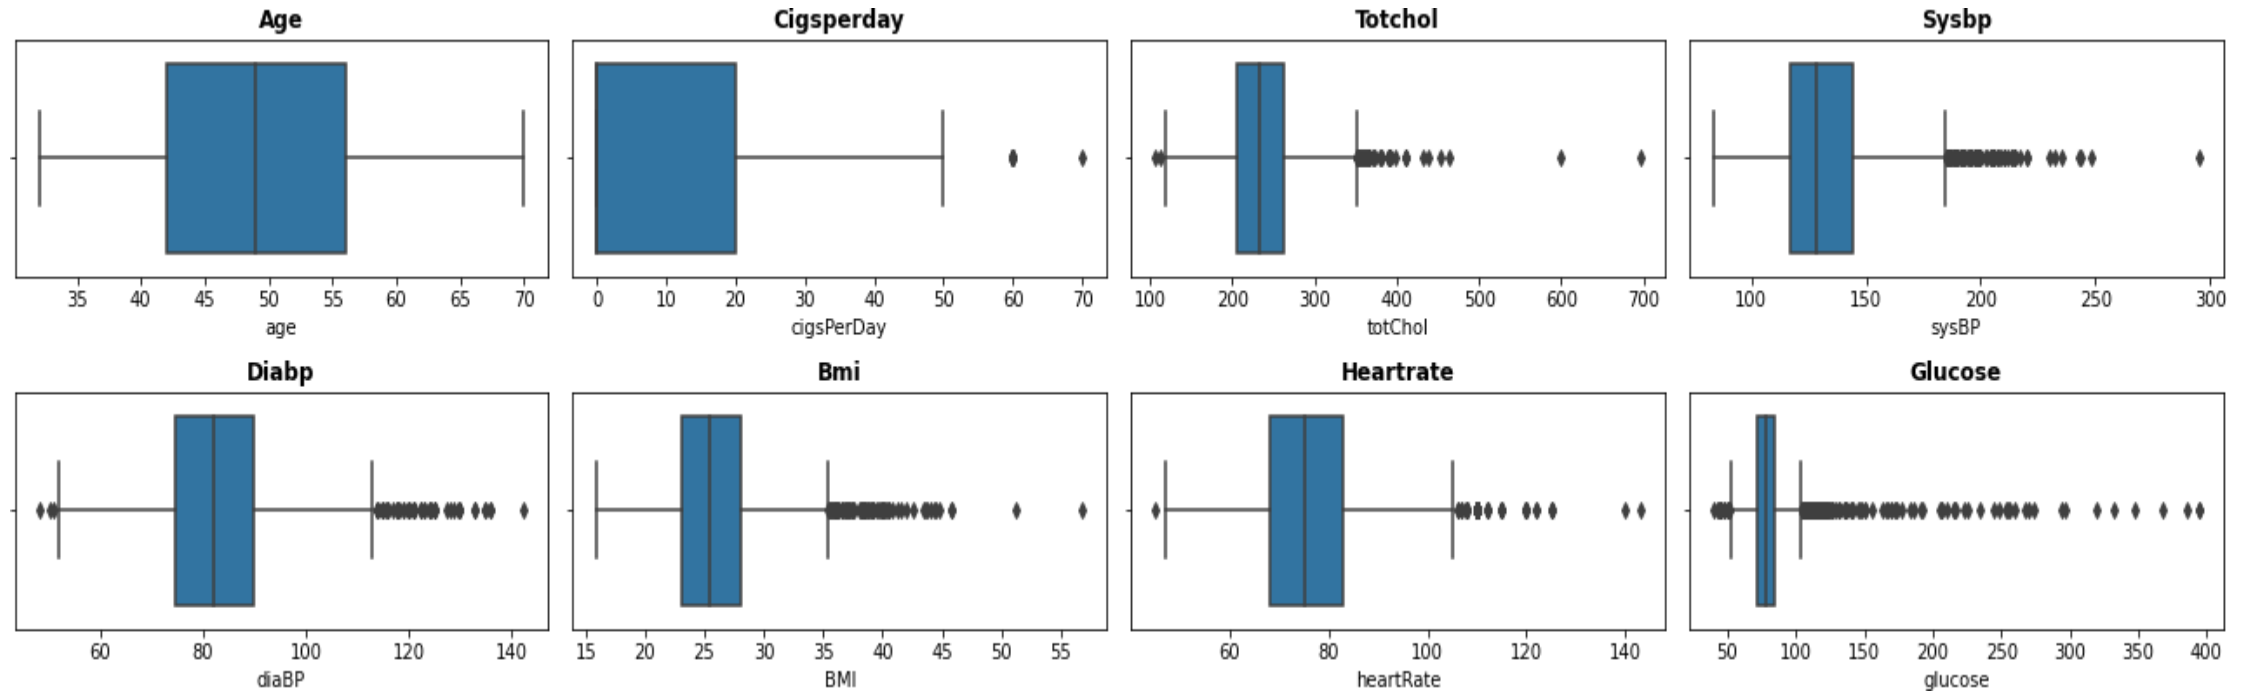 Age Cigsperday Totchol Sysbp
35 40 45 50 55 60 65 70 0 10 20 30 40 50 60 70 100 200 300 400 500 600 700 100 150 200 250 300
age cigsPerDay totChol sysBP
Diabp Bmi Heartrate Glucose
60 80 100 120 140 15 20 25 30 35 40 45 50 55 60 80 100 120 140 50 100 150 200 250 300 350 400
diaBP BMI heartRate glucose